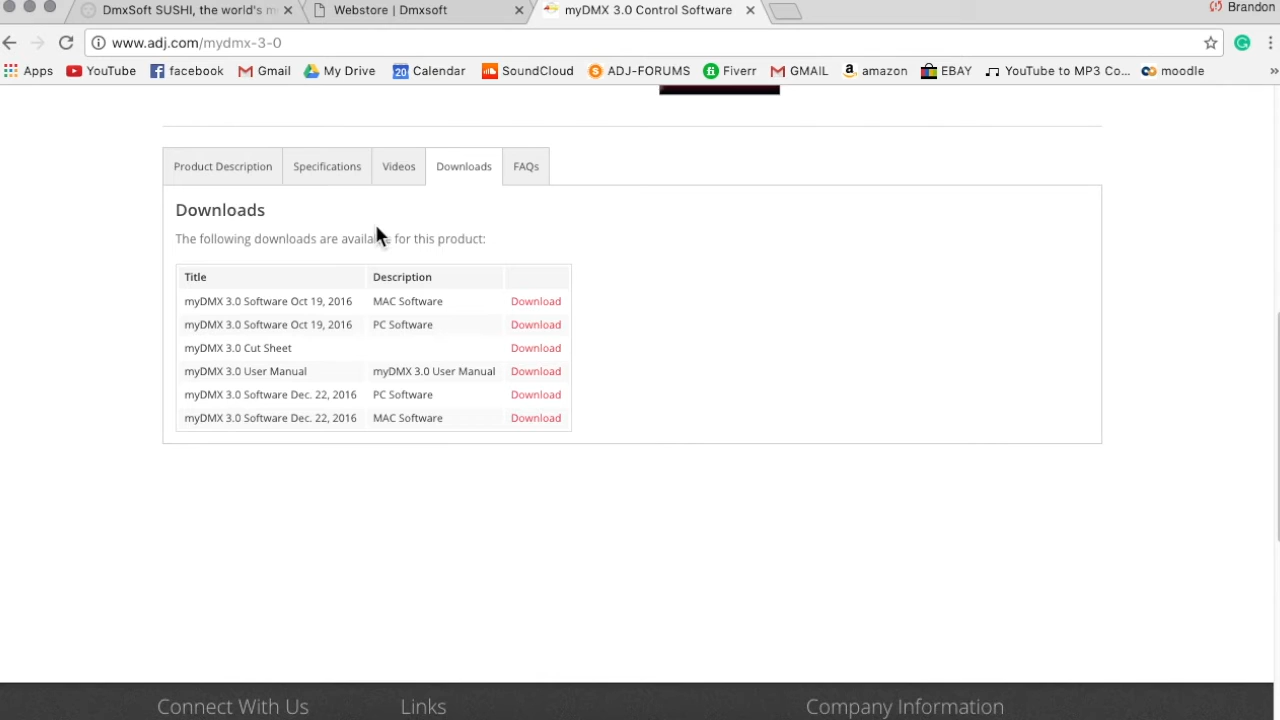 DmxSoft SUSHI, the world's m
Webstore | Dmxsoft
myDMX 3.0 Control Software
Brandon
www.adj.com/mydmx-3-0
Apps YouTube facebook Gmail My Drive 20 Calendar SoundCloud ADJ-FORUMS Fiverr GMAIL amazon EBAY YouTube to MP3 Co... moodle »
Product Description Specifications Videos Downloads FAQs
Downloads
The following downloads are availa for this product:
Title Description
myDMX 3.0 Software Oct 19, 2016 MAC Software Download
myDMX 3.0 Software Oct 19, 2016 PC Software Download
myDMX 3.0 Cut Sheet Download
myDMX 3.0 User Manual myDMX 3.0 User Manual Download
myDMX 3.0 Software Dec. 22, 2016 PC Software Download
myDMX 3.0 Software Dec. 22, 2016 MAC Software Download
Connect With Us Links Company Information